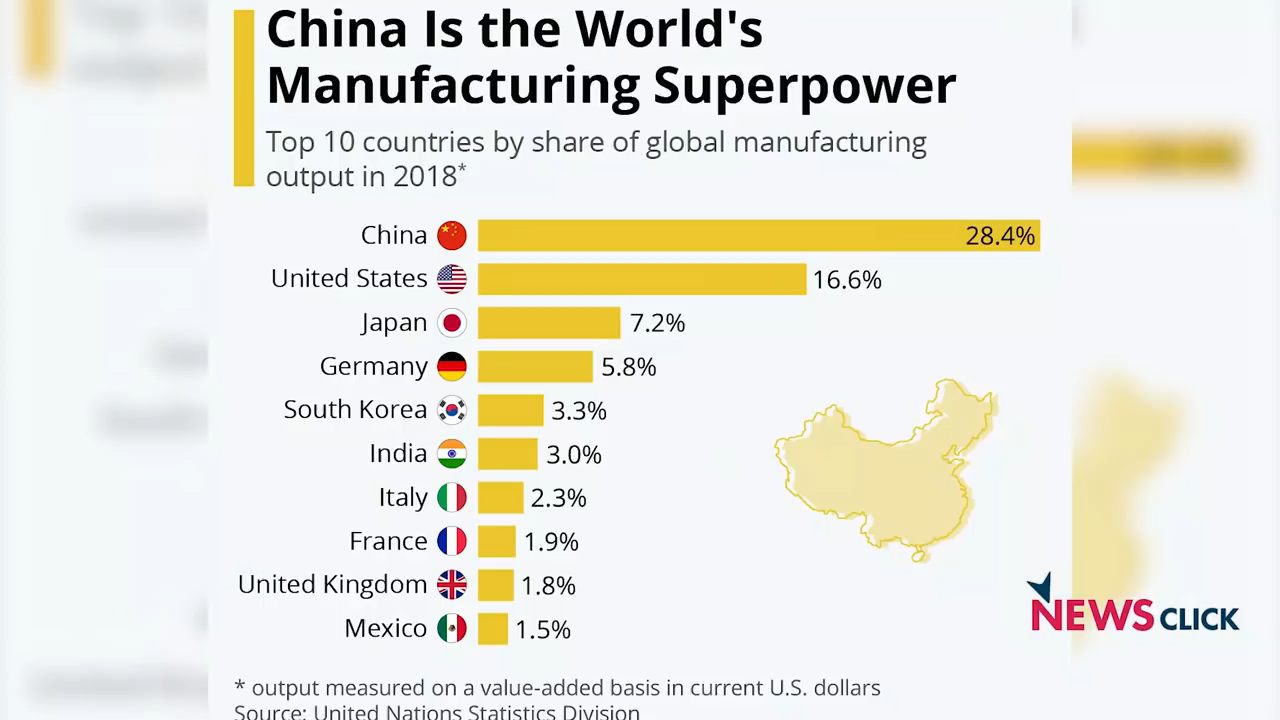 China Is the World's
Manufacturing Superpower
Top 10 countries by share of global manufacturing
output in 2018*
China 28.4%
United States 16.6%
Japan 7.2%
Germany 5.8%
South Korea 3.3%
India 3.0%
Italy 2.3%
France 1.9%
United Kingdom 1.8%
Mexico 1.5%
NEWSCLICK
* output measured on a value-added basis in current U.S. dollars
Source: United Nations Statistics Division